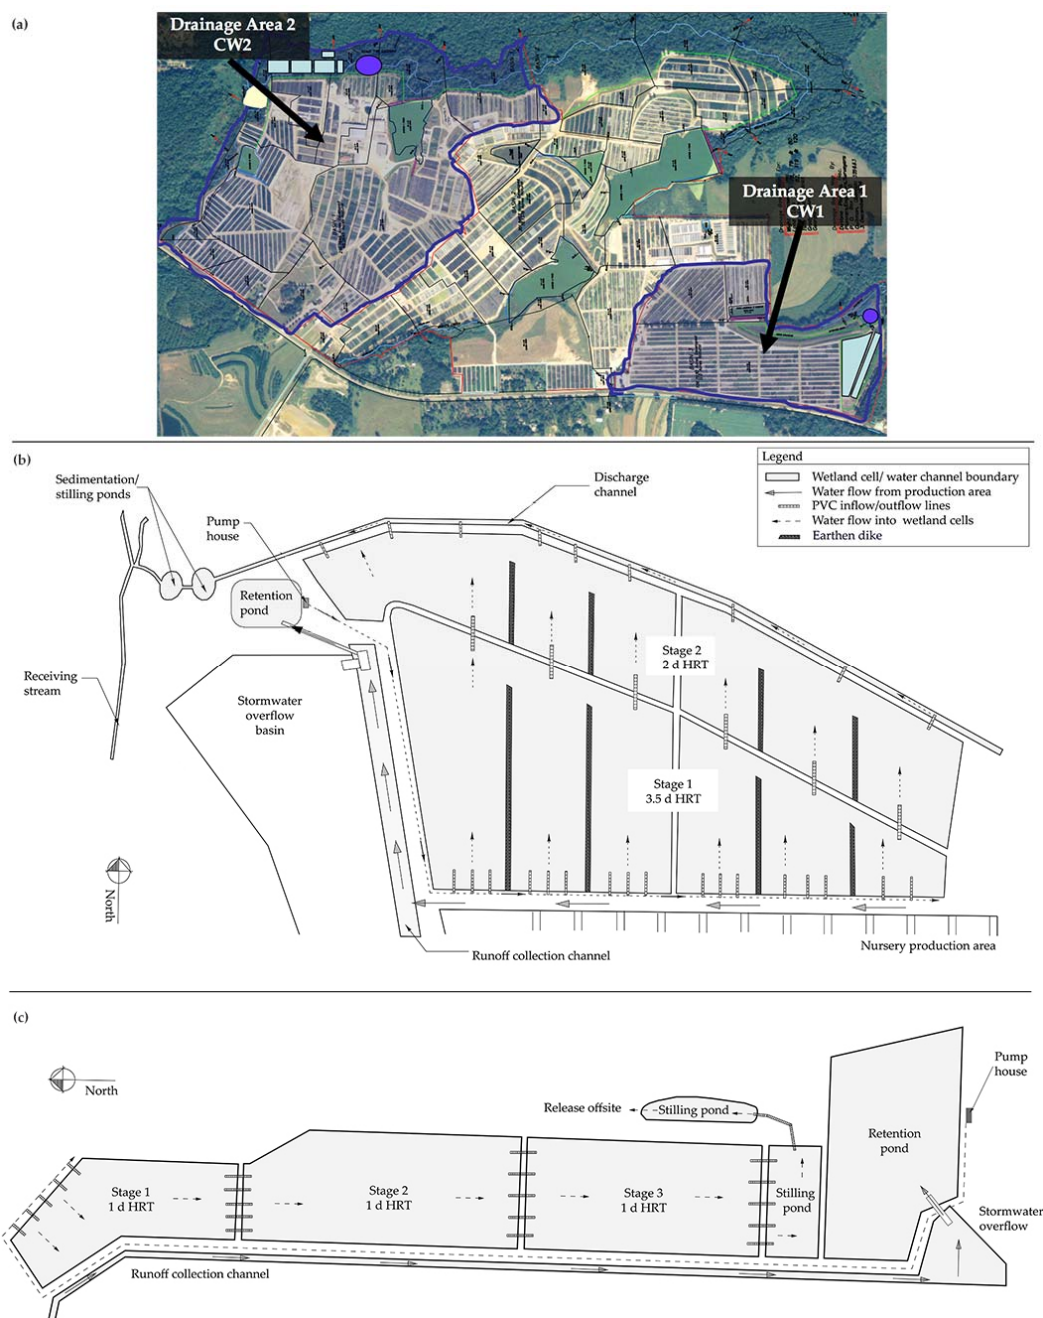 (a)
Drainage Area 2
CW2
Drainage Area 1
CW1
(b)
Sedimentation/
stilling ponds
Pump
house
Discharge
channel
Legend
Wetland cell/ water channel boundary
Water flow from production area
PVC inflow/outflow lines
Water flow into wetland cells
Earthen dike
Retention
pond
Receiving
stream
Stormwater
overflow
basin
Stage 2
2 d HRT
Stage 1
3.5 d HRT
North
Runoff collection channel
Nursery production area
(c)
North
Pump
house
Release offsite
Stilling pond
Retention
pond
Stage 1
1 d HRT
Stage 2
1 d HRT
Stage 3
1 d HRT
Stilling
pond
Stormwater
overflow
Runoff collection channel